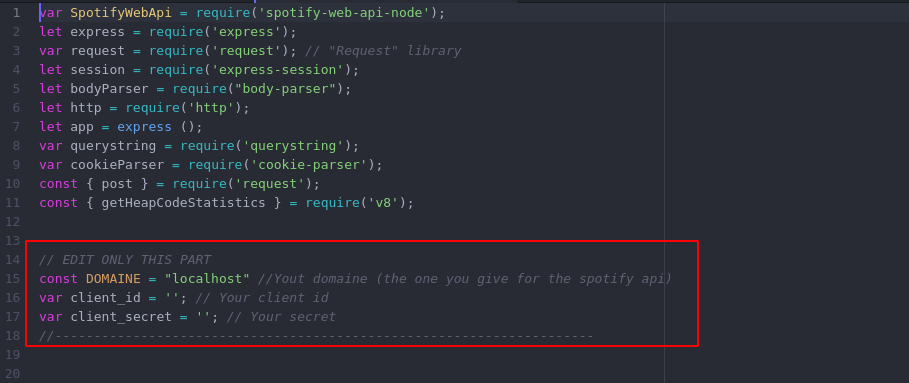 1 var SpotifyWebApi = require('spotify-web-api-node');
2 let express = require('express');
3 var request = require('request'); // "Request" library
4 let session = require('express-session');
5 let bodyParser = require("body-parser");
6 let http = require('http');
7 let app = express ();
8 var querystring = require('querystring');
9 var cookieParser = require('cookie-parser');
10 const { post } = require('request');
11 const { getHeapCodeStatistics } = require('v8');
12
13
14 // EDIT ONLY THIS PART
15 const DOMAINE = "localhost" //Yout domaine (the one you give for the spotify api)
16 var client_id = ''; // Your client id
17 var client_secret = ''; // Your secret
18 //---------------------------------------------------------------------
19
20